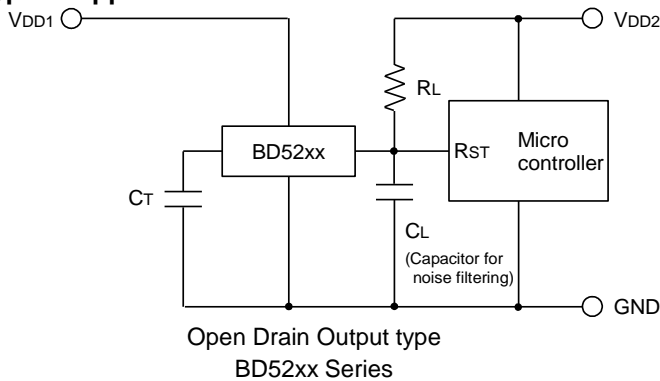 VDD1
VDD2
RL
BD52xx
RST
Micro
controller
CT
CL
(Capacitor for
noise filtering)
GND
Open Drain Output type
BD52xx Series